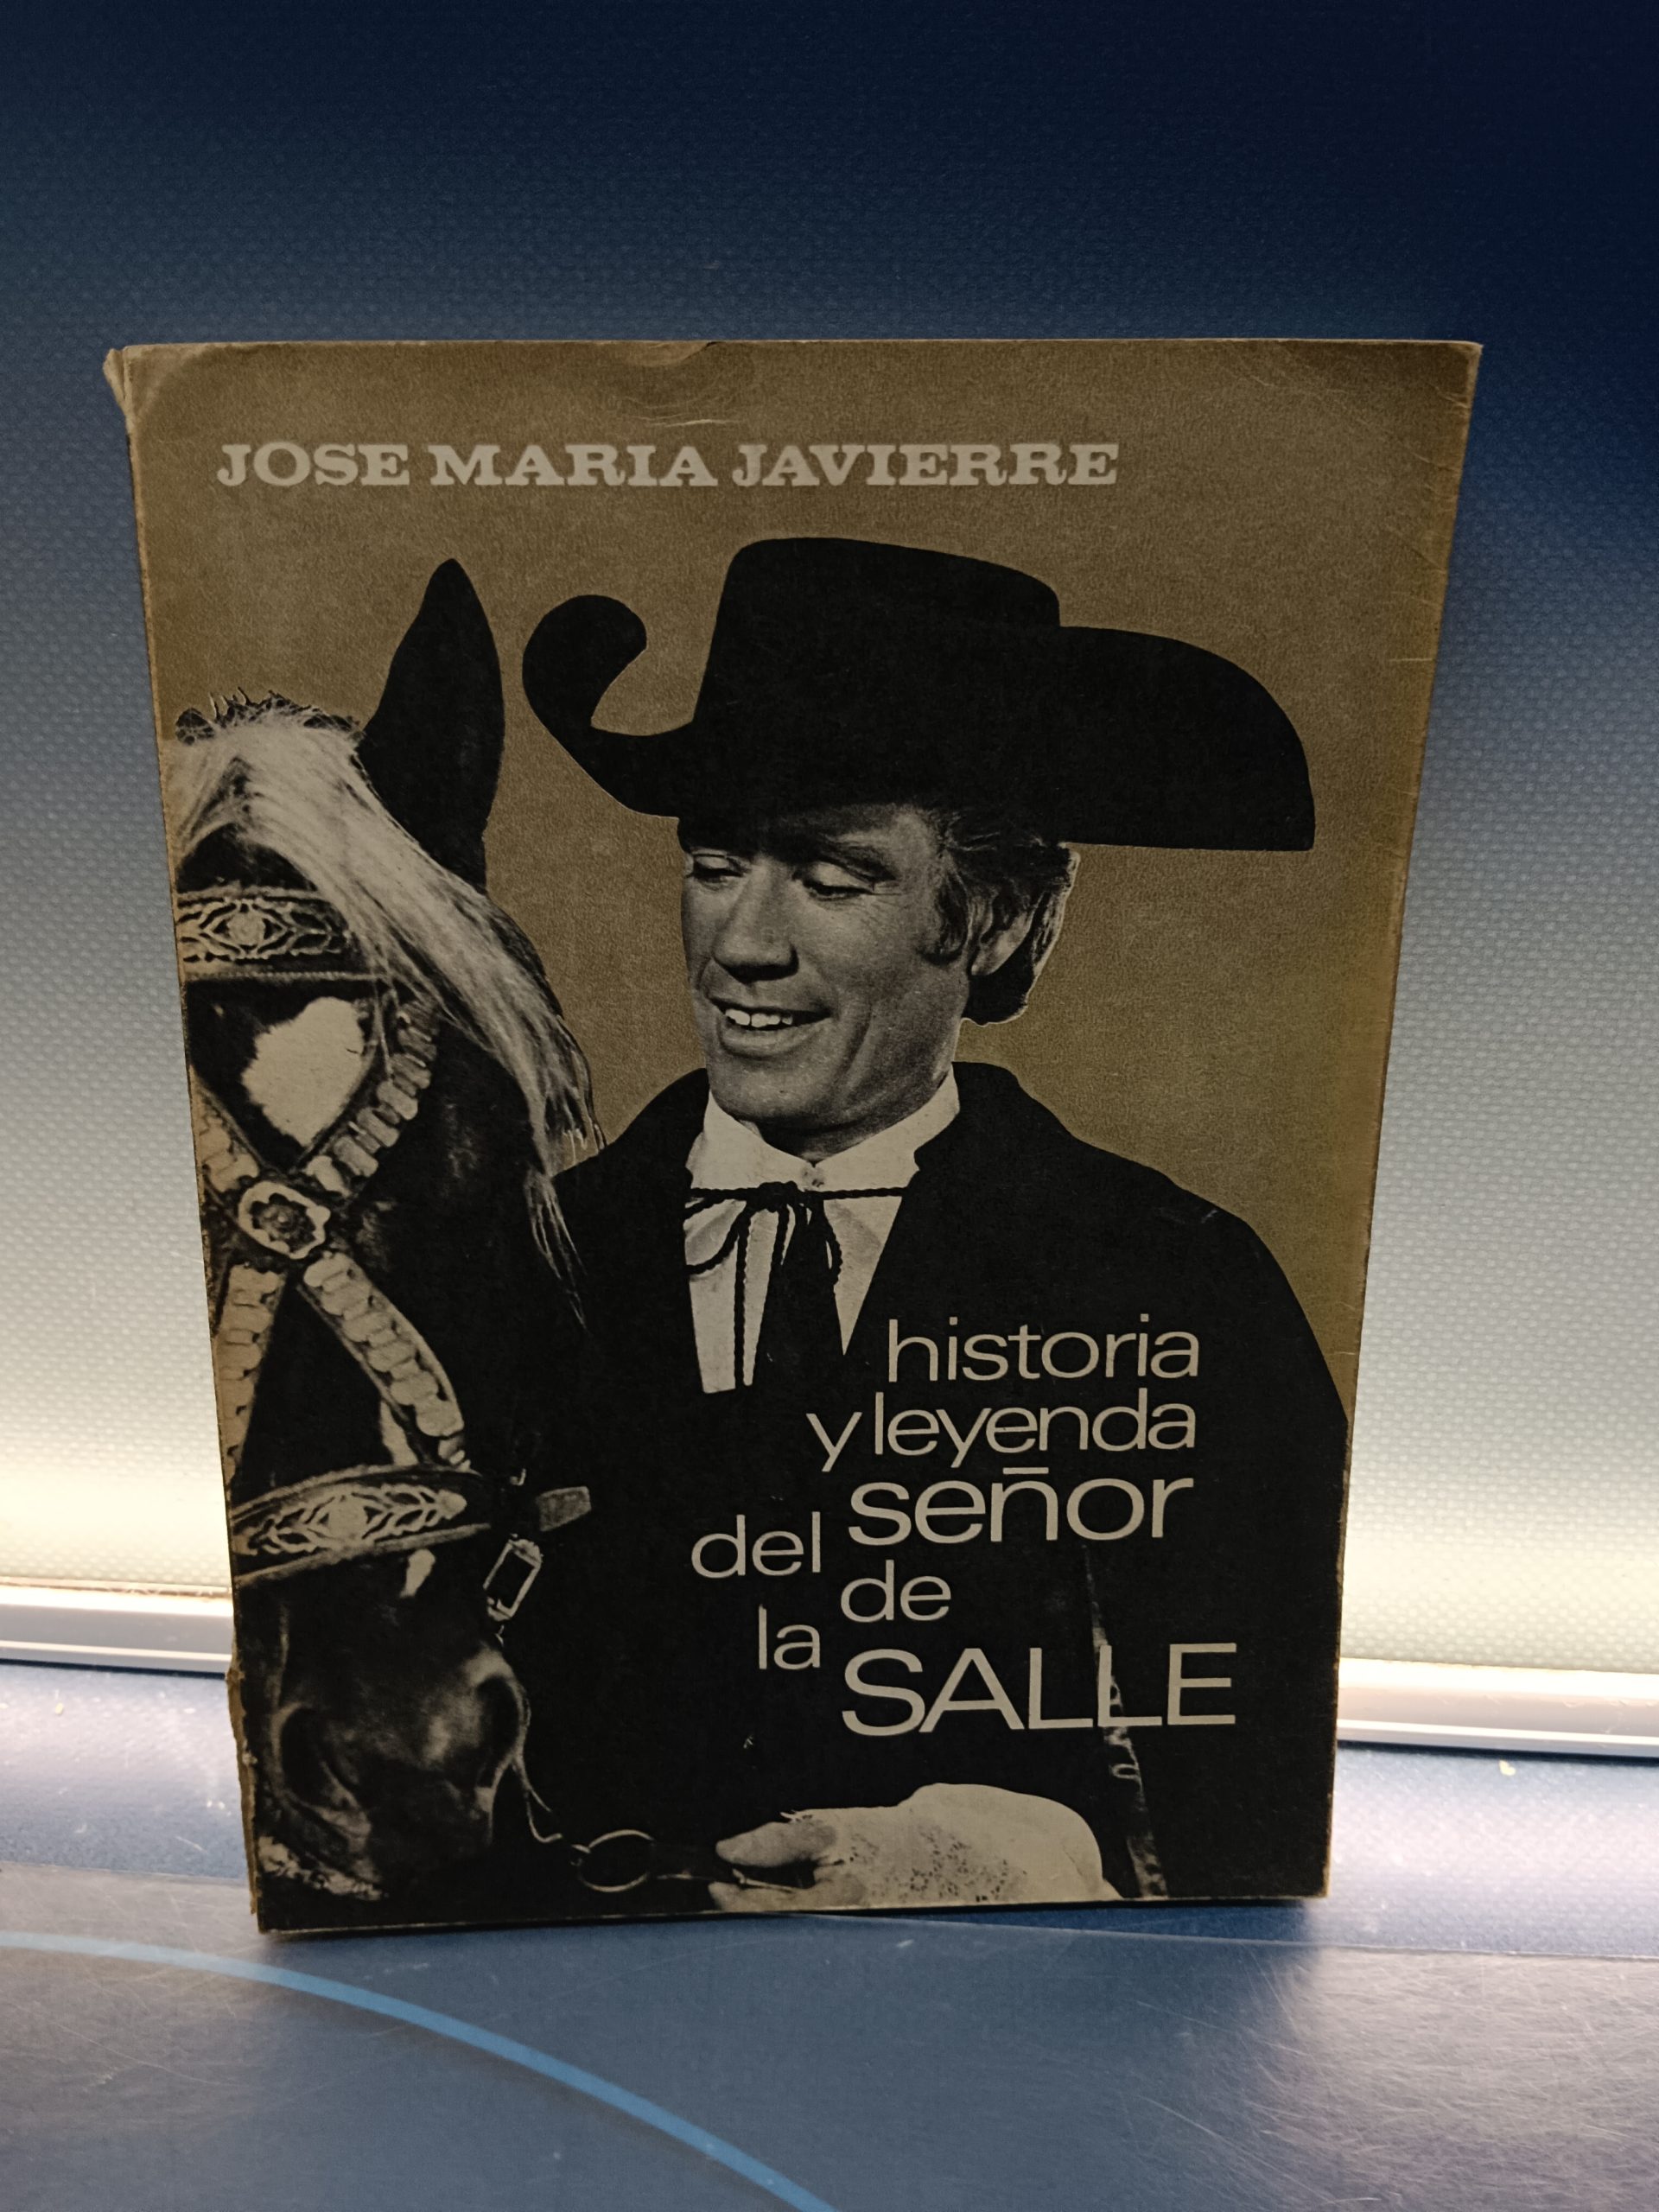 JOSE MARIA JAVIERRE
historia
y leyenda
del señor
de
la
SALLE